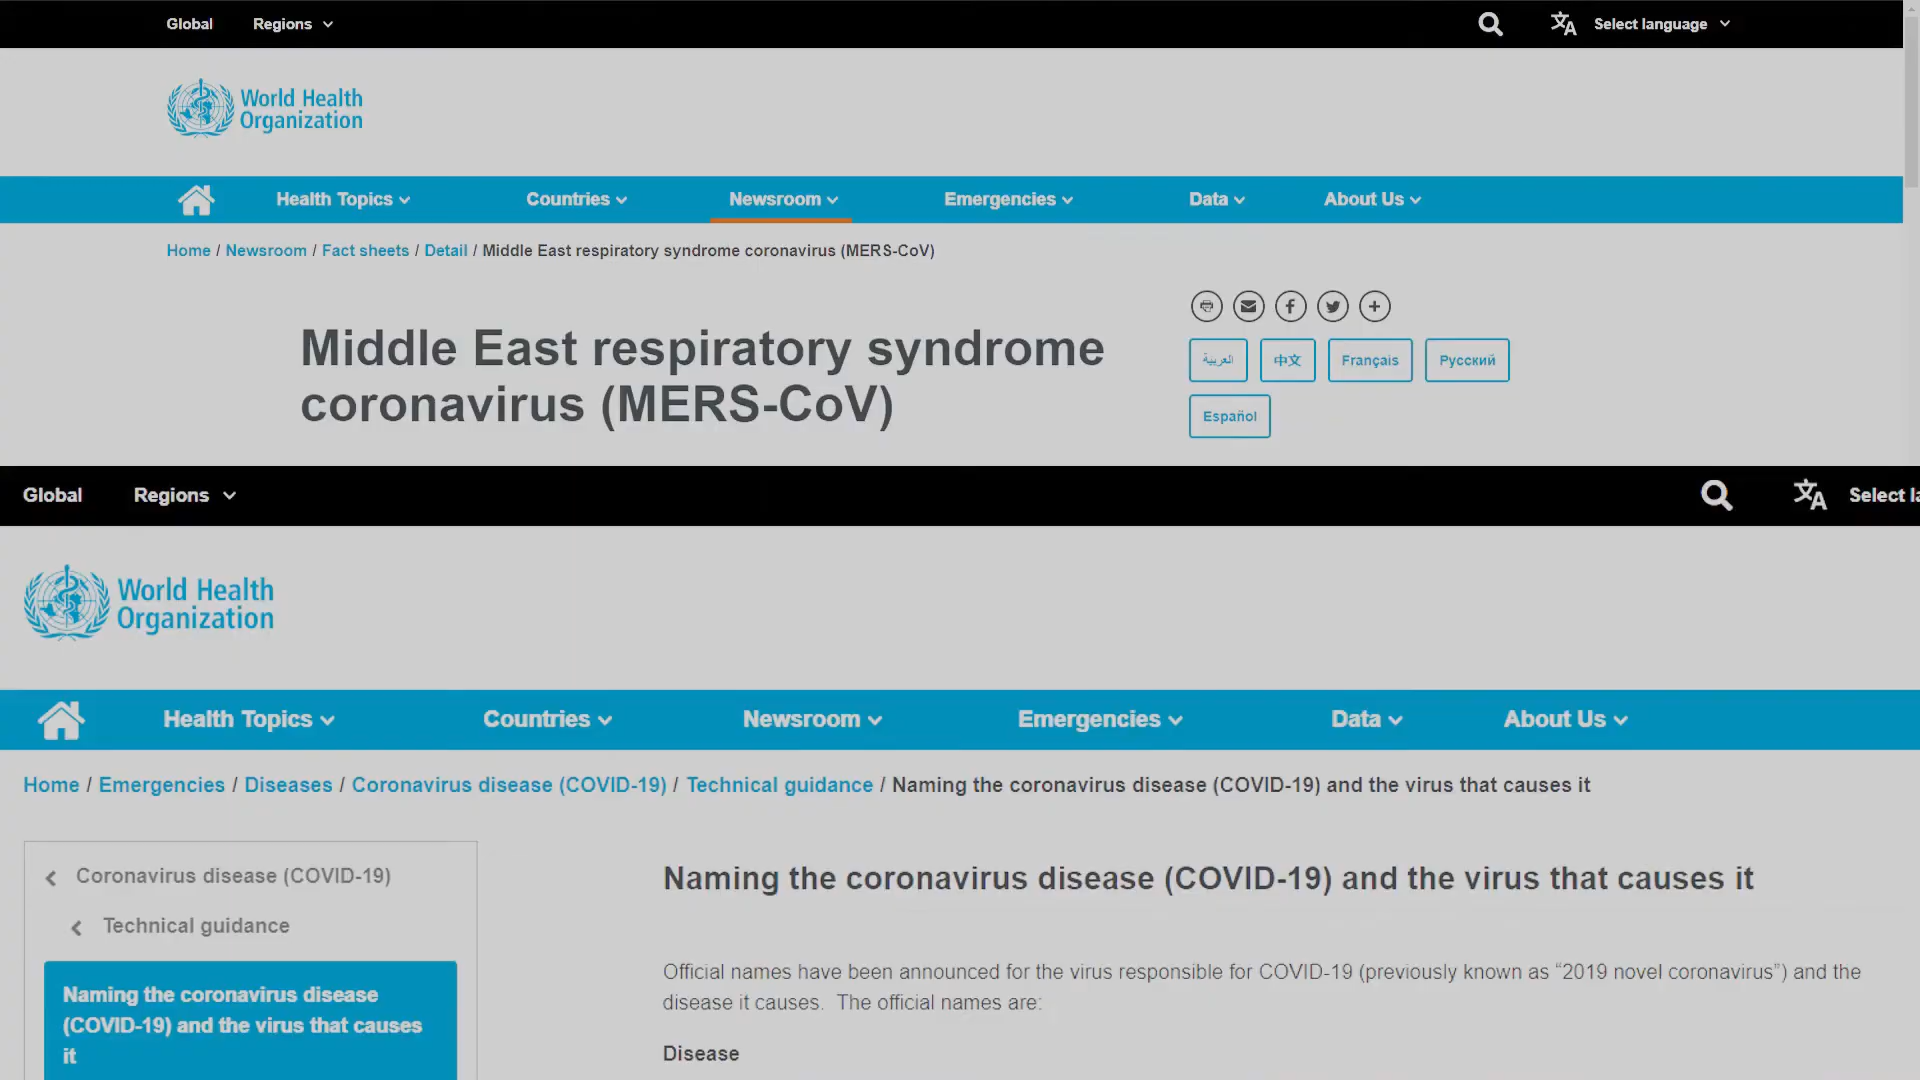 Global Regions Select language
World Health
Organization
Health Topics Countries Newsroom Emergencies Data About Us
Home / Newsroom / Fact sheets / Detail / Middle East respiratory syndrome coronavirus (MERS-CoV)
Middle East respiratory syndrome
coronavirus (MERS-CoV)
العربية 中文 Français Русский
Español
Global Regions Select la
World Health
Organization
Health Topics Countries Newsroom Emergencies Data About Us
Home / Emergencies / Diseases / Coronavirus disease (COVID-19) / Technical guidance / Naming the coronavirus disease (COVID-19) and the virus that causes it
Coronavirus disease (COVID-19)
Technical guidance
Naming the coronavirus disease
(COVID-19) and the virus that causes
it
Naming the coronavirus disease (COVID-19) and the virus that causes it
Official names have been announced for the virus responsible for COVID-19 (previously known as “2019 novel coronavirus”) and the
disease it causes. The official names are:
Disease